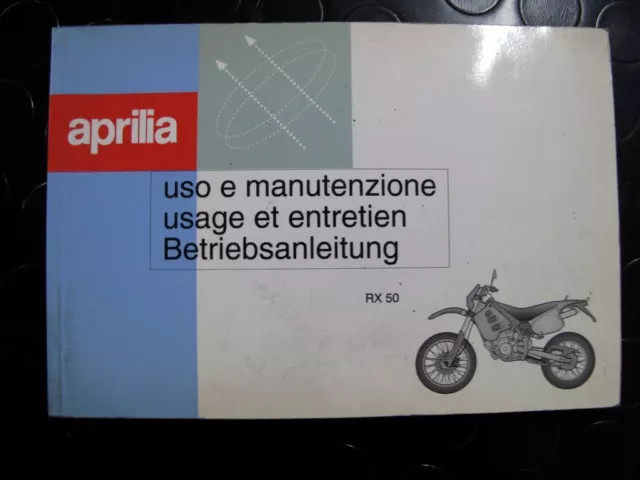 aprilia
uso e manutenzione
usage et entretien
Betriebsanleitung
RX 50